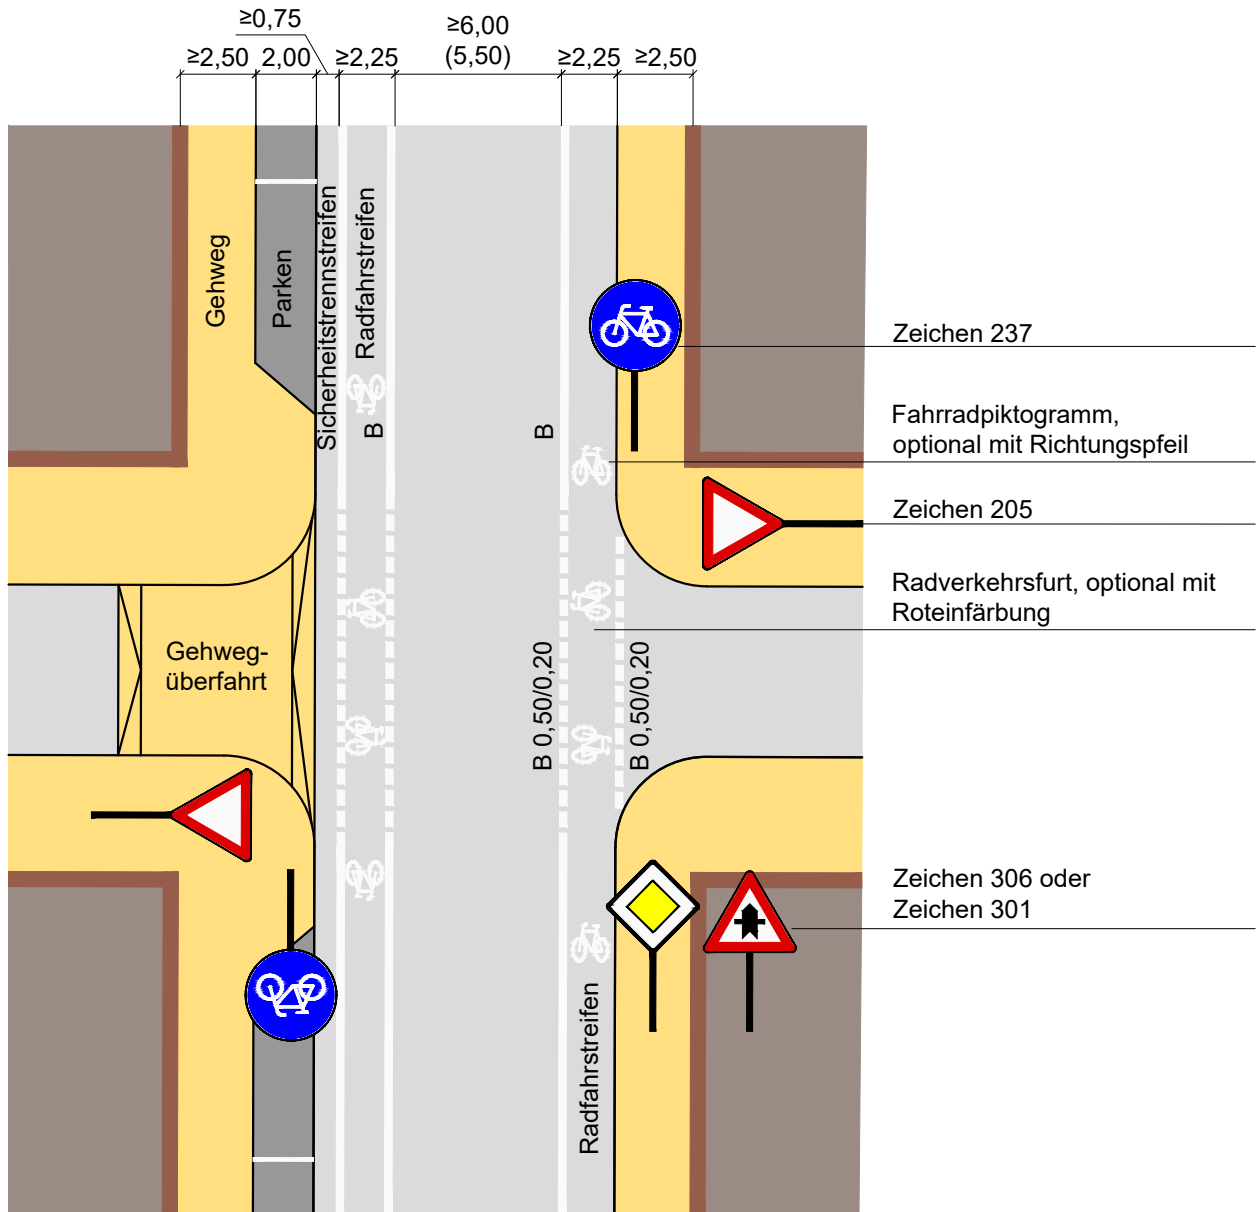 ≥0,75
≥6,00
(5,50)
≥2,50
2,00
≥2,25
≥2,25
≥2,50
Gehweg
Parken
Sicherheitstrennstreifen
Radfahrstreifen
B
B
Zeichen 237
Fahrradpiktogramm,
optional mit Richtungspfeil
Zeichen 205
Radverkehrsfurt, optional mit
Roteinfärbung
Gehweg-
überfahrt
B 0,50/0,20
B 0,50/0,20
Zeichen 306 oder
Zeichen 301
Radfahrstreifen